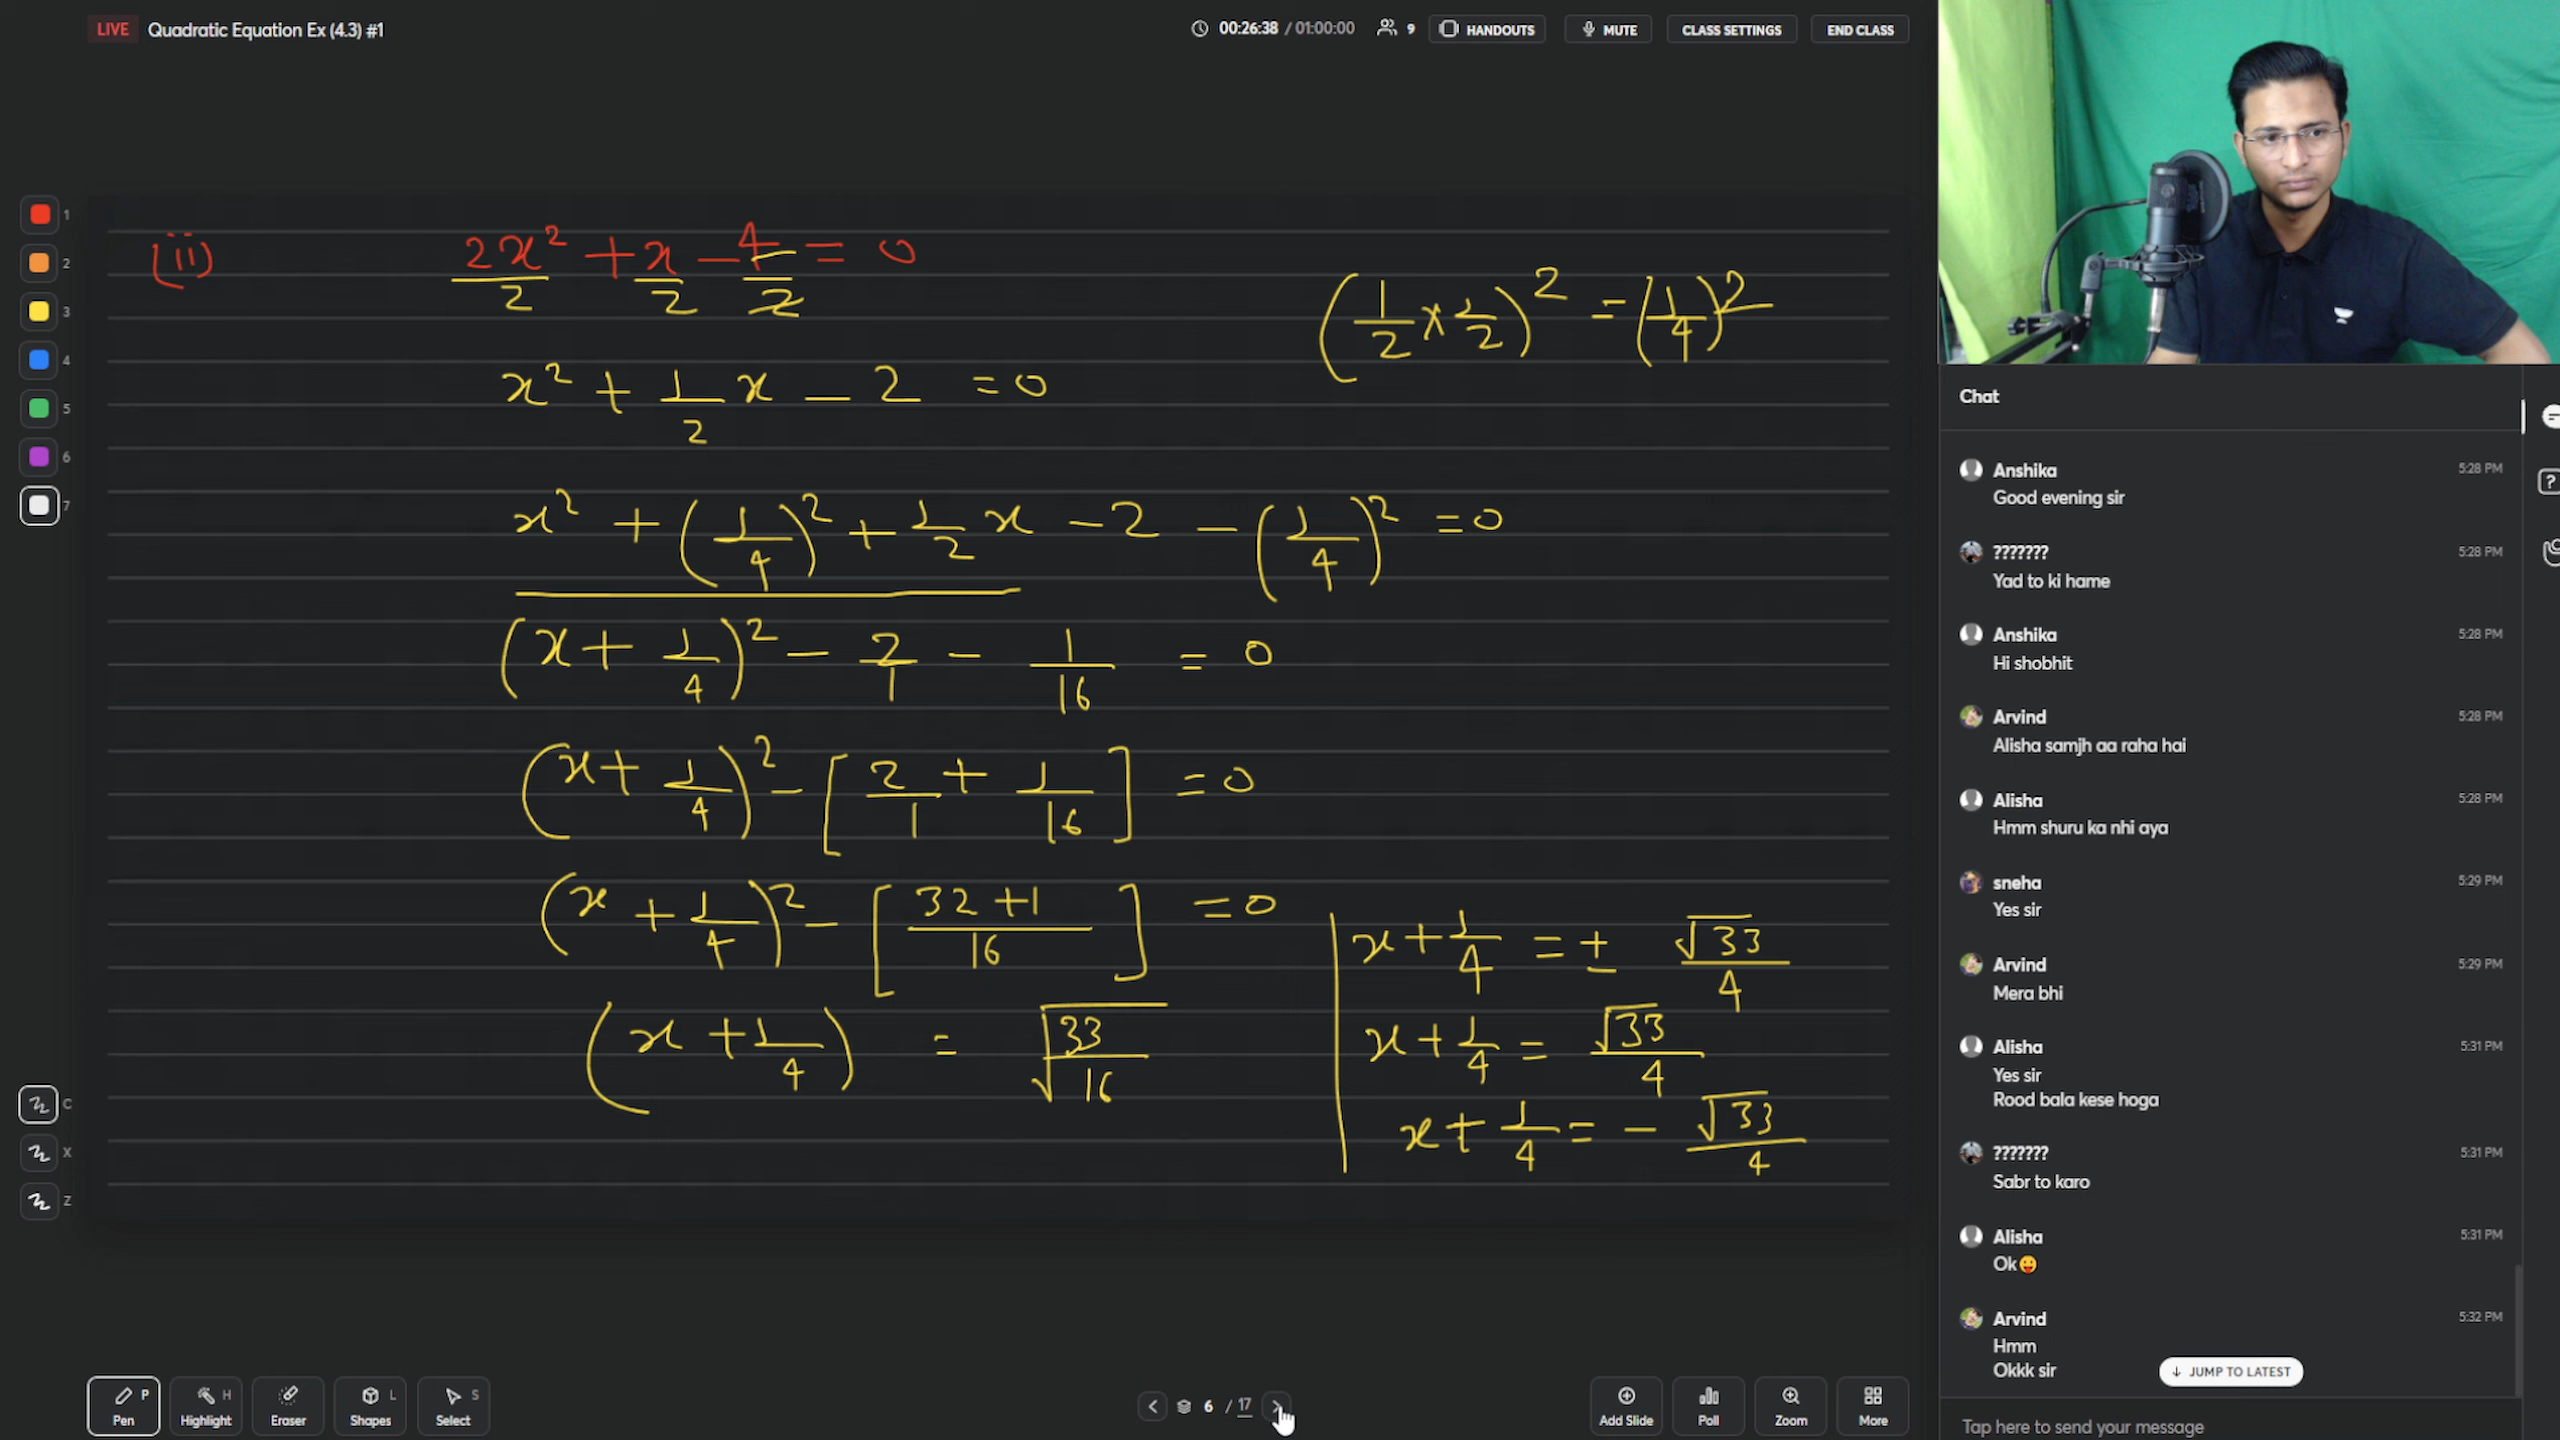 LIVE Quadratic Equation Ex (4.3) #1
00:26:38 / 01:00:00 9 HANDOUTS MUTE CLASS SETTINGS END CLASS
1
2
3
4
5
6
7
C
X
Z
(ii) 2x²/2 + x/2 - 4/2 = 0
(1/2 × 1/2)² = (1/4)²
x² + 1/2 x - 2 = 0
x² + (1/4)² + 1/2 x - 2 - (1/4)² = 0
(x + 1/4)² - 2/1 - 1/16 = 0
(x + 1/4)² - [2/1 + 1/16] = 0
(x + 1/4)² - [32+1/16] = 0
(x + 1/4) = √33/16
x + 1/4 = ± √33/4
x + 1/4 = √33/4
x + 1/4 = - √33/4
Pen P
Highlight H
Eraser
Shapes L
Select S
6 / 17
Add Slide
Poll
Zoom
More
Chat
Anshika 5:28 PM
Good evening sir
??????? 5:28 PM
Yad to ki hame
Anshika 5:28 PM
Hi shobhit
Arvind 5:28 PM
Alisha samjh aa raha hai
Alisha 5:28 PM
Hmm shuru ka nhi aya
sneha 5:29 PM
Yes sir
Arvind 5:29 PM
Mera bhi
Alisha 5:31 PM
Yes sir
Rood bala kese hoga
??????? 5:31 PM
Sabr to karo
Alisha 5:31 PM
Ok😛
Arvind 5:32 PM
Hmm
Okkk sir
↓ JUMP TO LATEST
Tap here to send your message